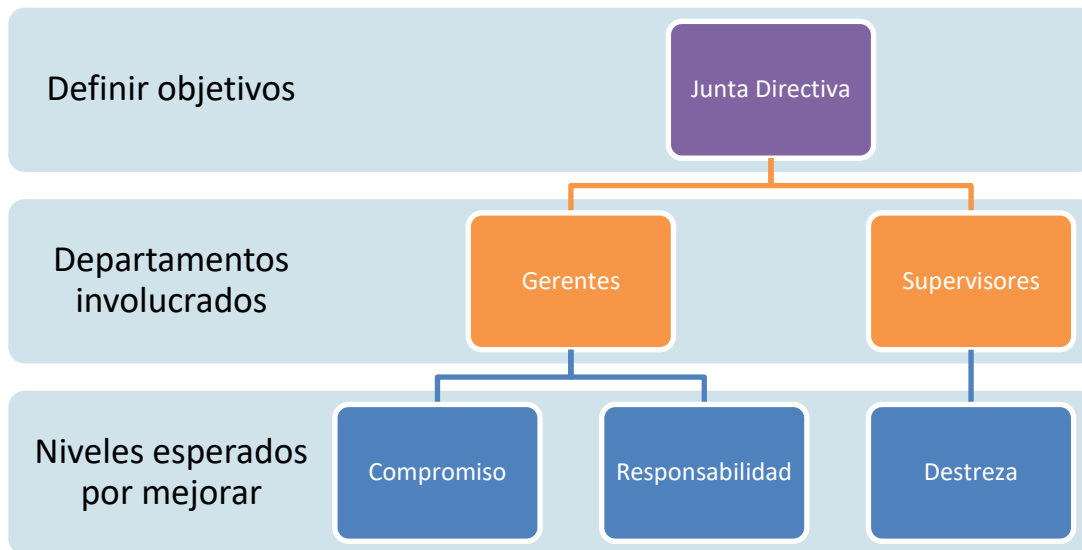 Definir objetivos
Junta Directiva
Departamentos
involucrados
Gerentes
Supervisores
Niveles esperados
por mejorar
Compromiso
Responsabilidad
Destreza